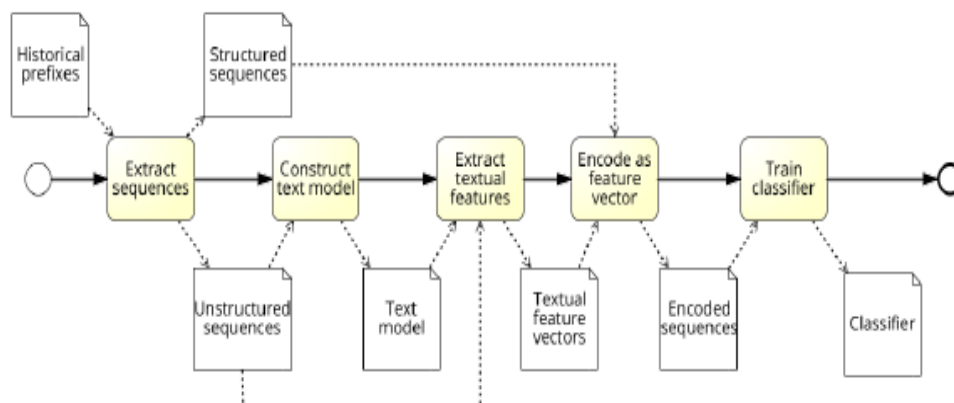 Historical
prefixes
Structured
sequences
Extract
sequences
Construct
text model
Extract
textual
features
Encode as
feature
vector
Train
classifier
Unstructured
sequences
Text
model
Textual
feature
vectors
Encoded
sequences
Classifier